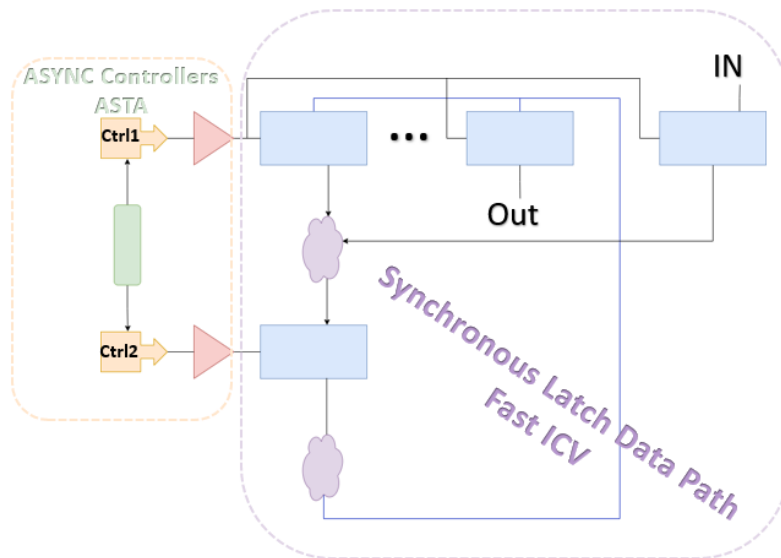 ASYNC Controllers
ASTA
IN
Ctrl1
...
Out
Synchronous Latch Data Path
Fast ICV
Ctrl2